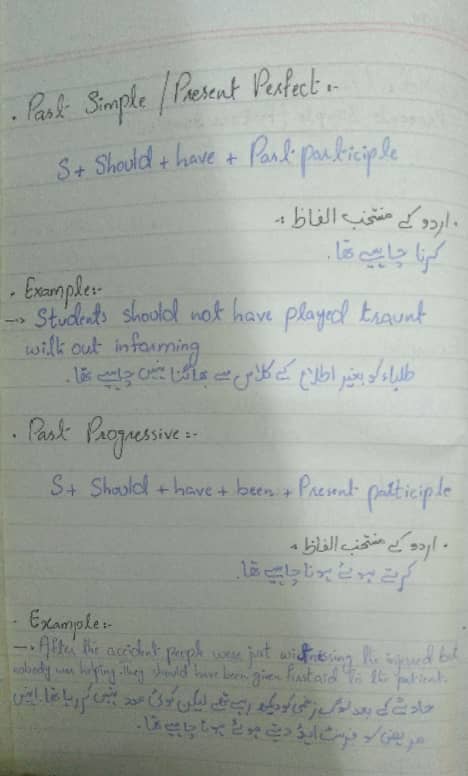 . Past Simple / Present Perfect :-
S + Should + have + Past participle
. اردو کے منتخب الفاظ :
کرنا چاہیے تھا.
. Example:-
→ Students should not have played traunt
with out informing
طلباء کو بغیر اطلاع کے کلاس سے بھاگنا نہیں چاہیے تھا.
. Past Progressive :-
S + Should + have + been + Present participle
. اردو کے منتخب الفاظ :
کرتے ہوئے ہونا چاہیے تھا.
. Example:-
→ After the accident people were just witnessing the injured but
nobody was helping. they should have been given first aid to the patient.
حادثے کے بعد لوگ زخمی کو دیکھ رہے تھے لیکن کوئی مدد نہیں کر رہا تھا. انہیں
مریض کو فرسٹ ایڈ دیتے ہوئے ہونا چاہیے تھا.